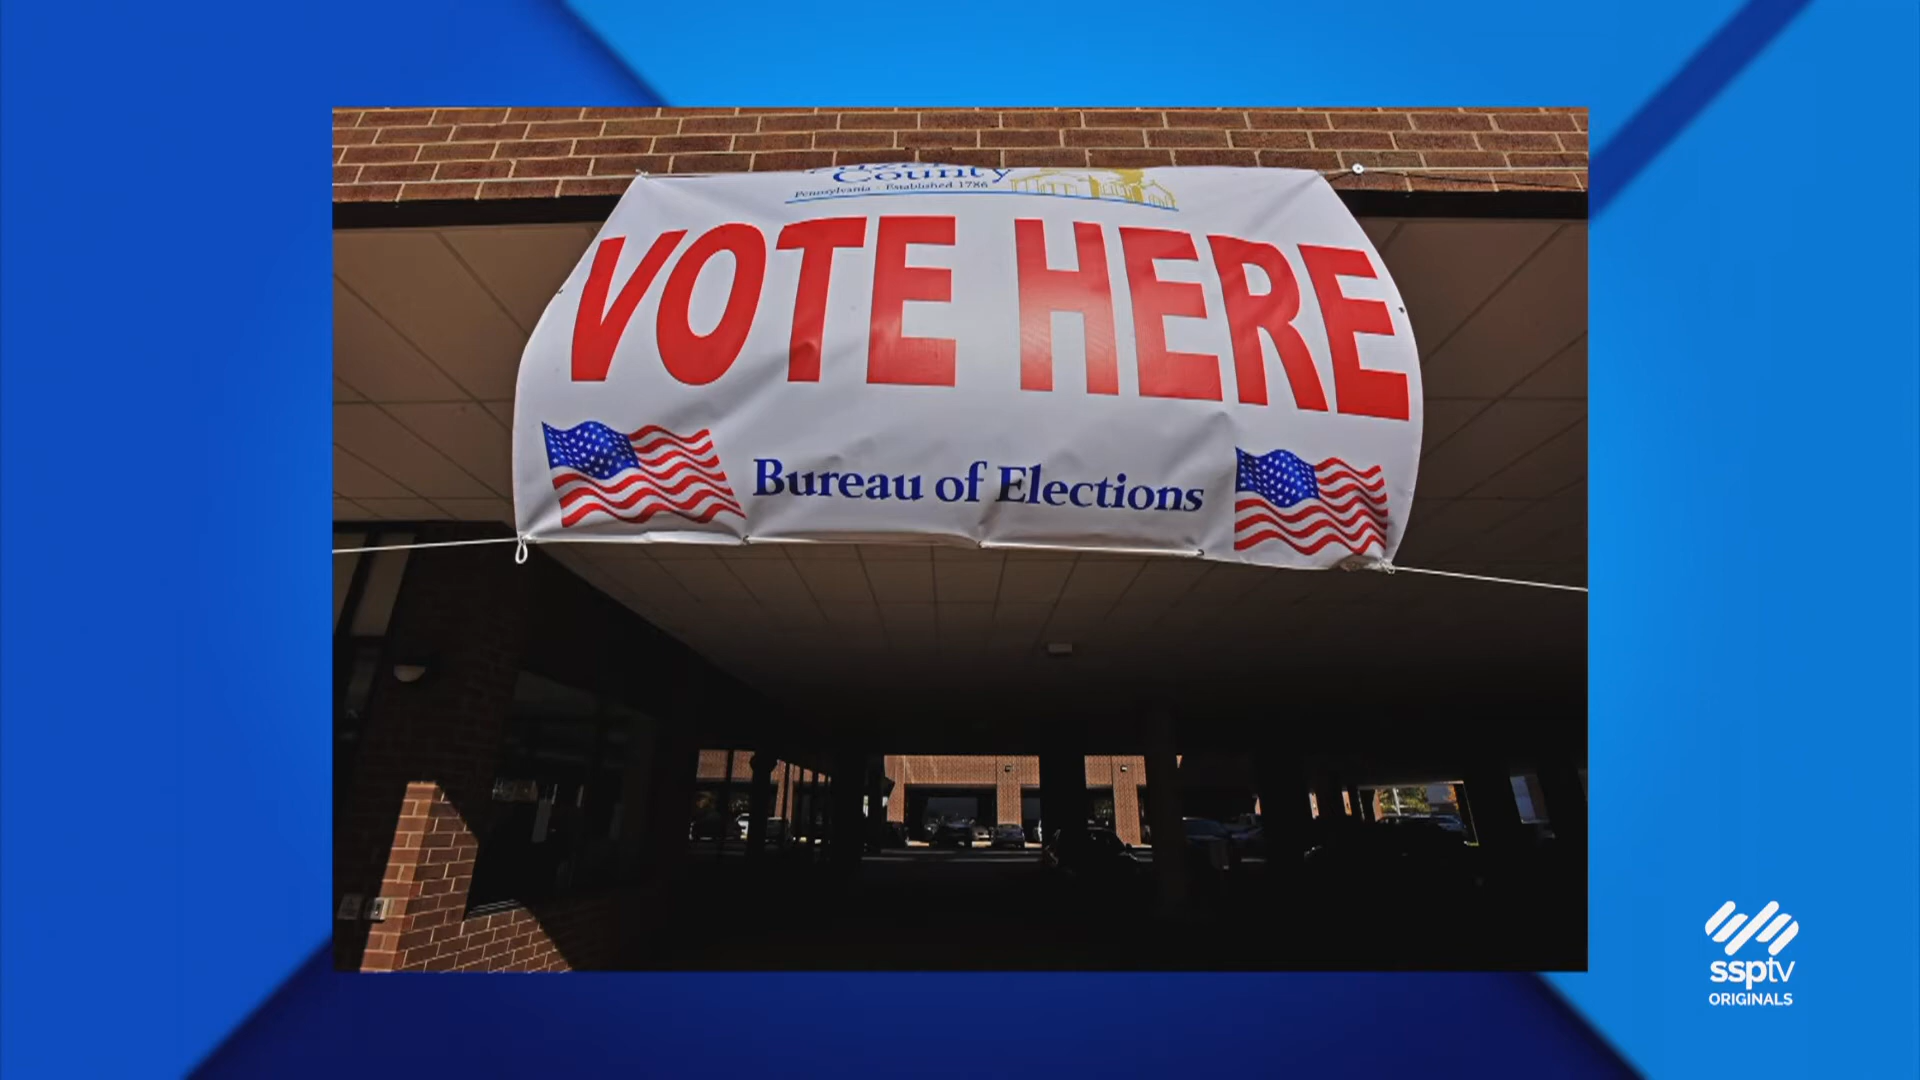 County
Pennsylvania · Established 1786
VOTE HERE
Bureau of Elections
ssptv
ORIGINALS